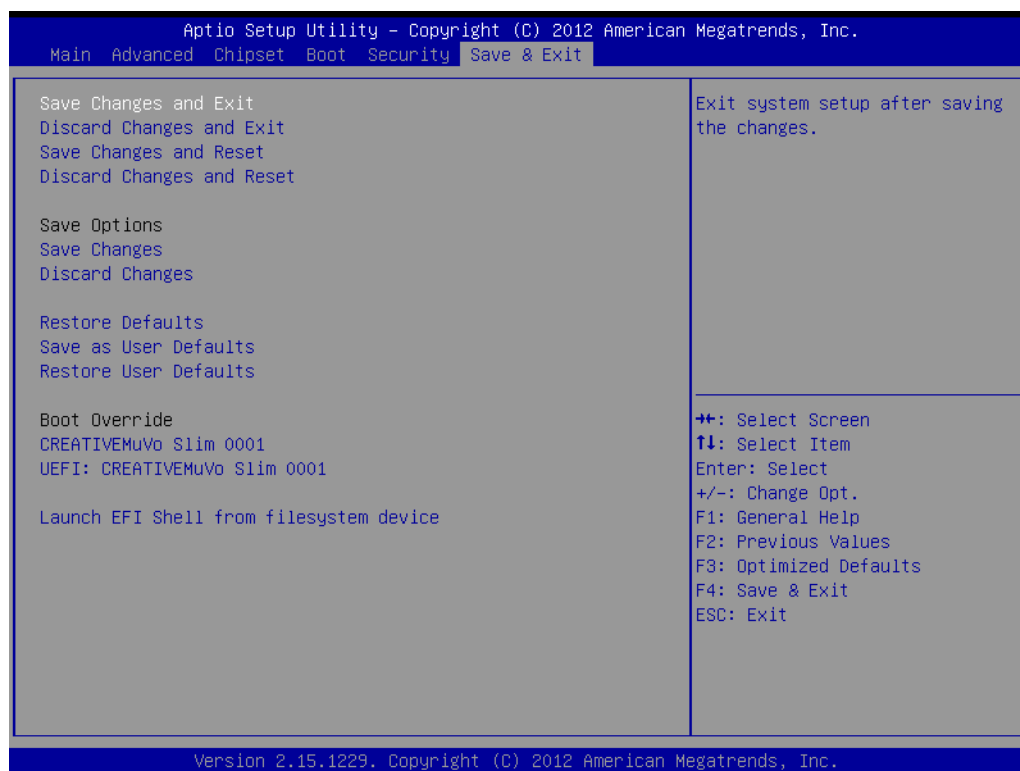 Aptio Setup Utility – Copyright (C) 2012 American Megatrends, Inc.
Main Advanced Chipset Boot Security Save & Exit
Save Changes and Exit
Discard Changes and Exit
Save Changes and Reset
Discard Changes and Reset
Save Options
Save Changes
Discard Changes
Restore Defaults
Save as User Defaults
Restore User Defaults
Boot Override
CREATIVEMuVo Slim 0001
UEFI: CREATIVEMuVo Slim 0001
Launch EFI Shell from filesystem device
Exit system setup after saving
the changes.
→←: Select Screen
↑↓: Select Item
Enter: Select
+/-: Change Opt.
F1: General Help
F2: Previous Values
F3: Optimized Defaults
F4: Save & Exit
ESC: Exit
Version 2.15.1229. Copyright (C) 2012 American Megatrends, Inc.